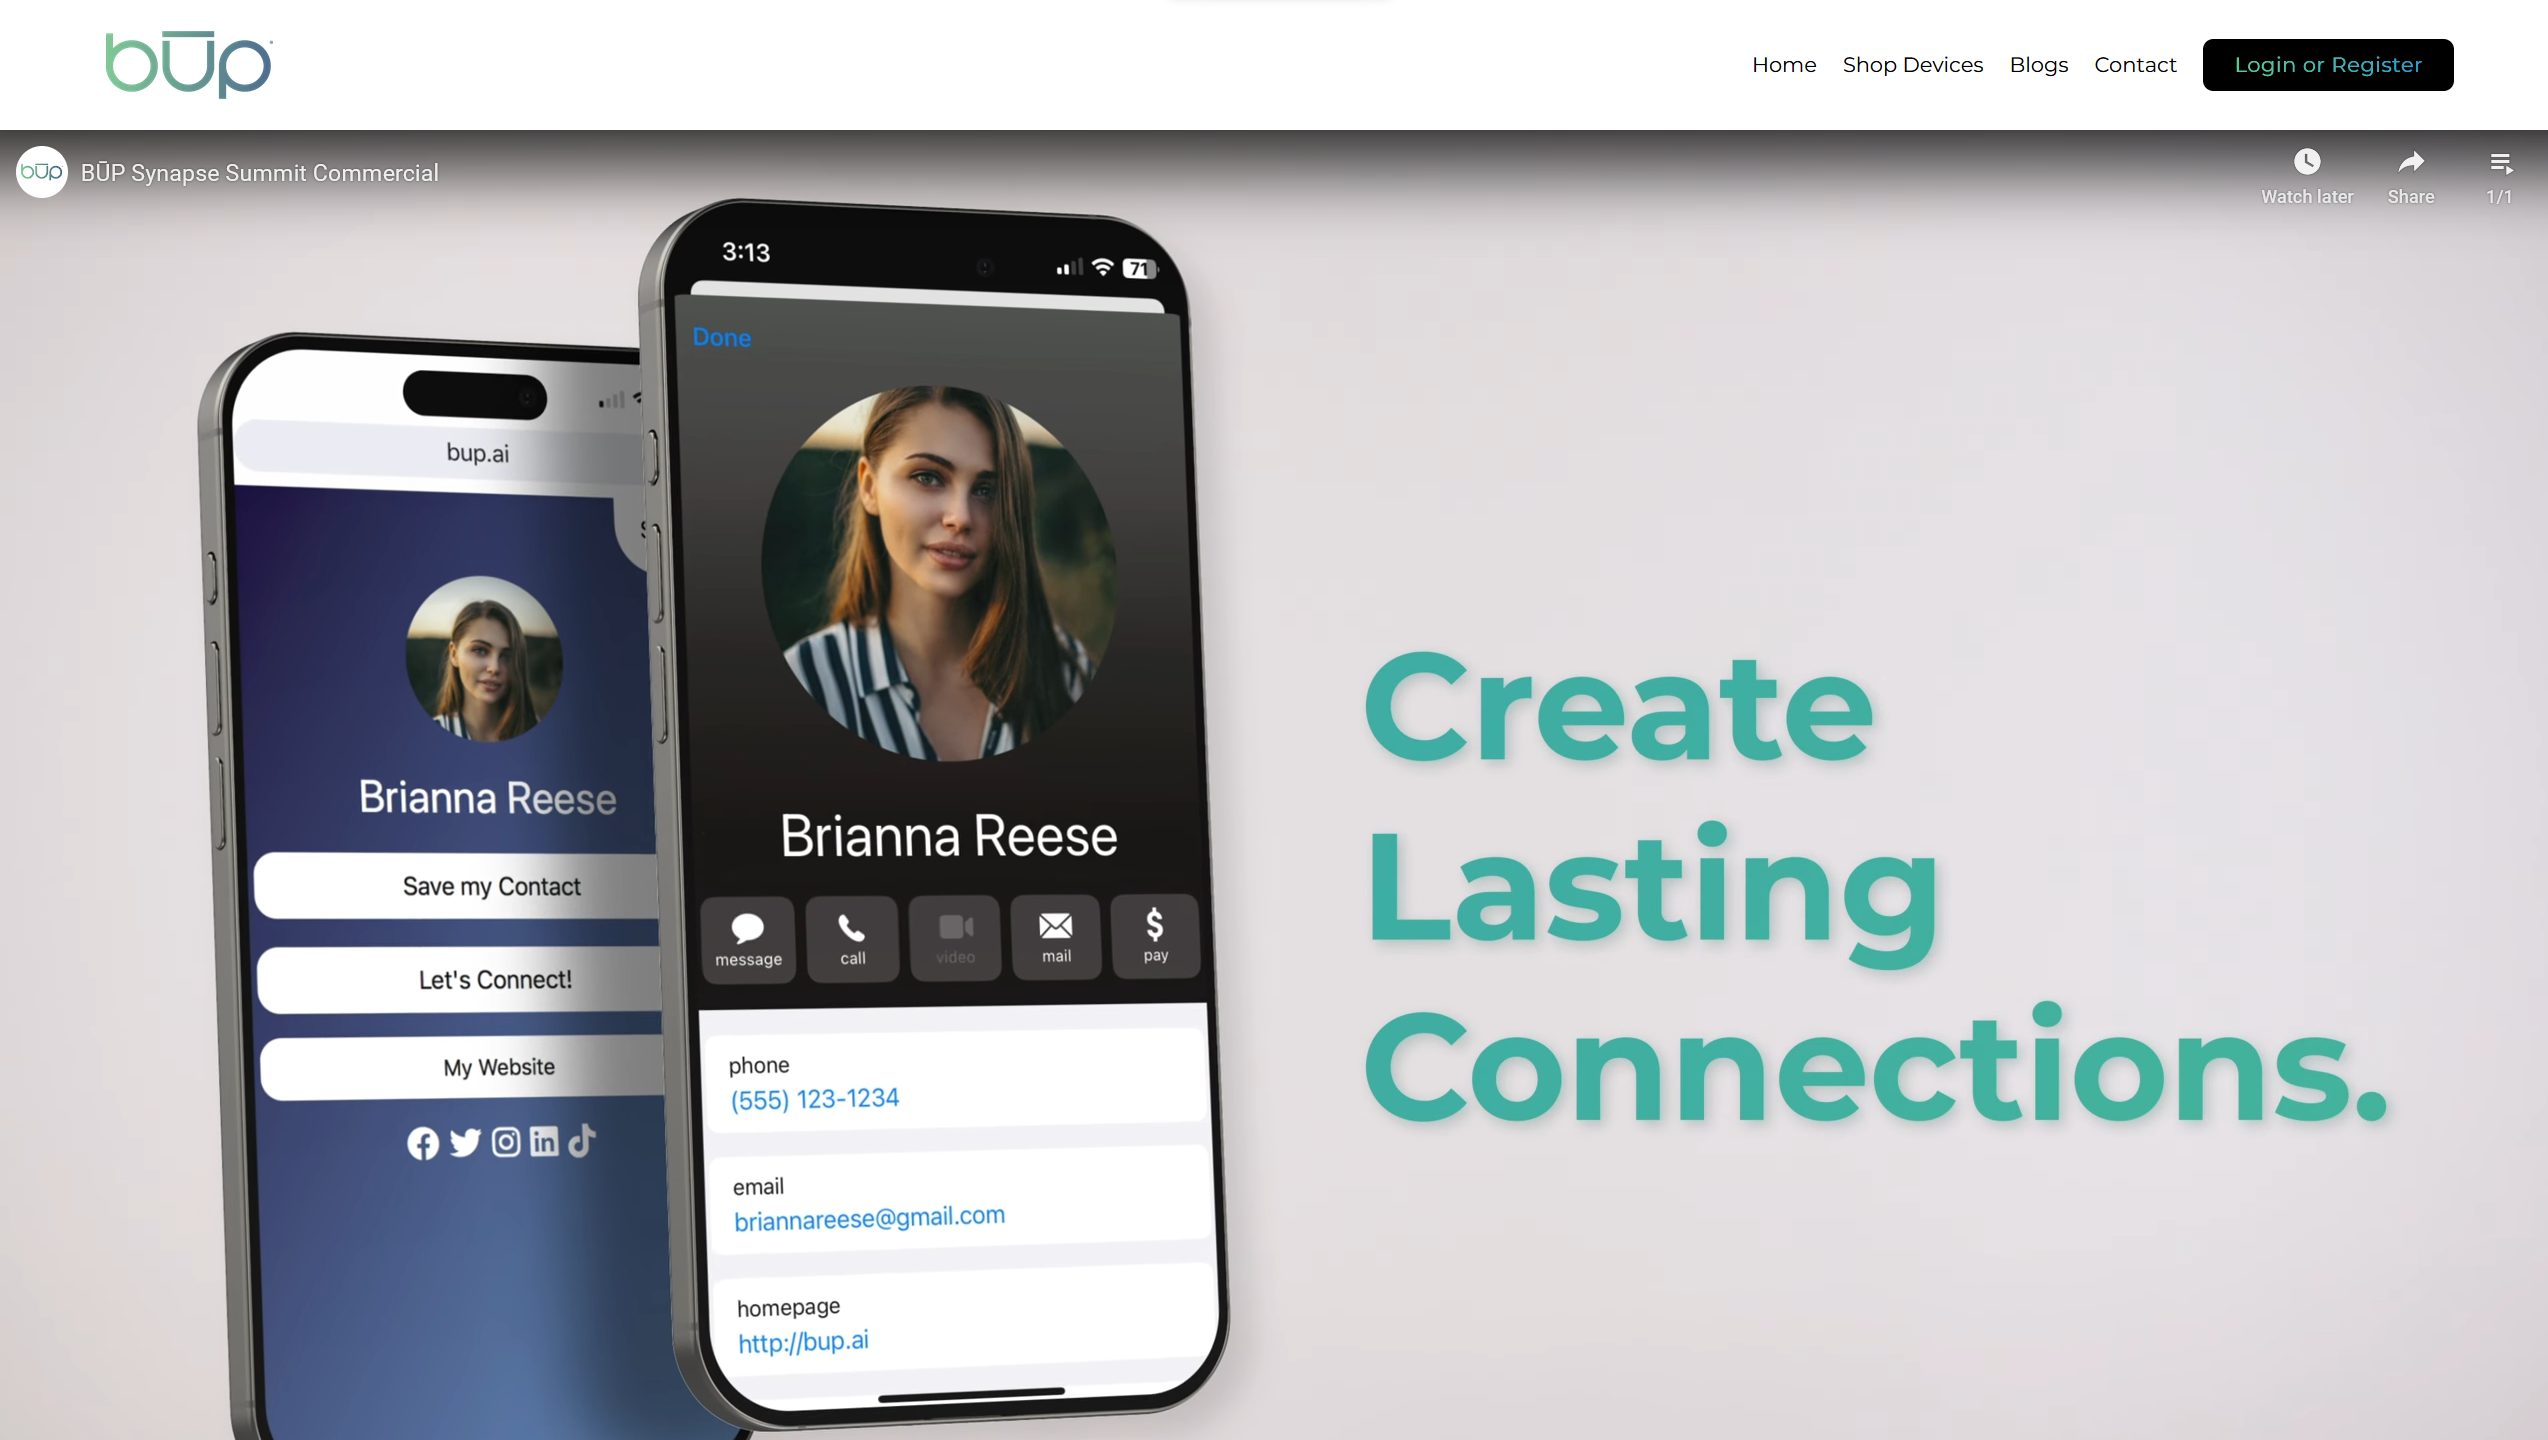 būp
Home Shop Devices Blogs Contact Login or Register
būp BŪP Synapse Summit Commercial
Watch later Share 1/1
3:13 71
Done
Brianna Reese
message call video mail pay
phone
(555) 123-1234
email
briannareese@gmail.com
homepage
http://bup.ai
bup.ai
Brianna Reese
Save my Contact
Let's Connect!
My Website
Create
Lasting
Connections.